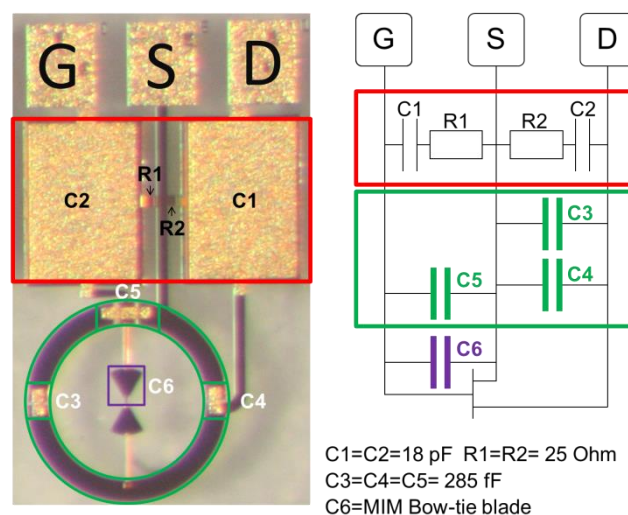 G S D
R1
C2 C1
R2
C5
C6
C3 C4
G S D
C1 R1 R2 C2
C3
C4
C5
C6
C1=C2=18 pF R1=R2= 25 Ohm
C3=C4=C5= 285 fF
C6=MIM Bow-tie blade